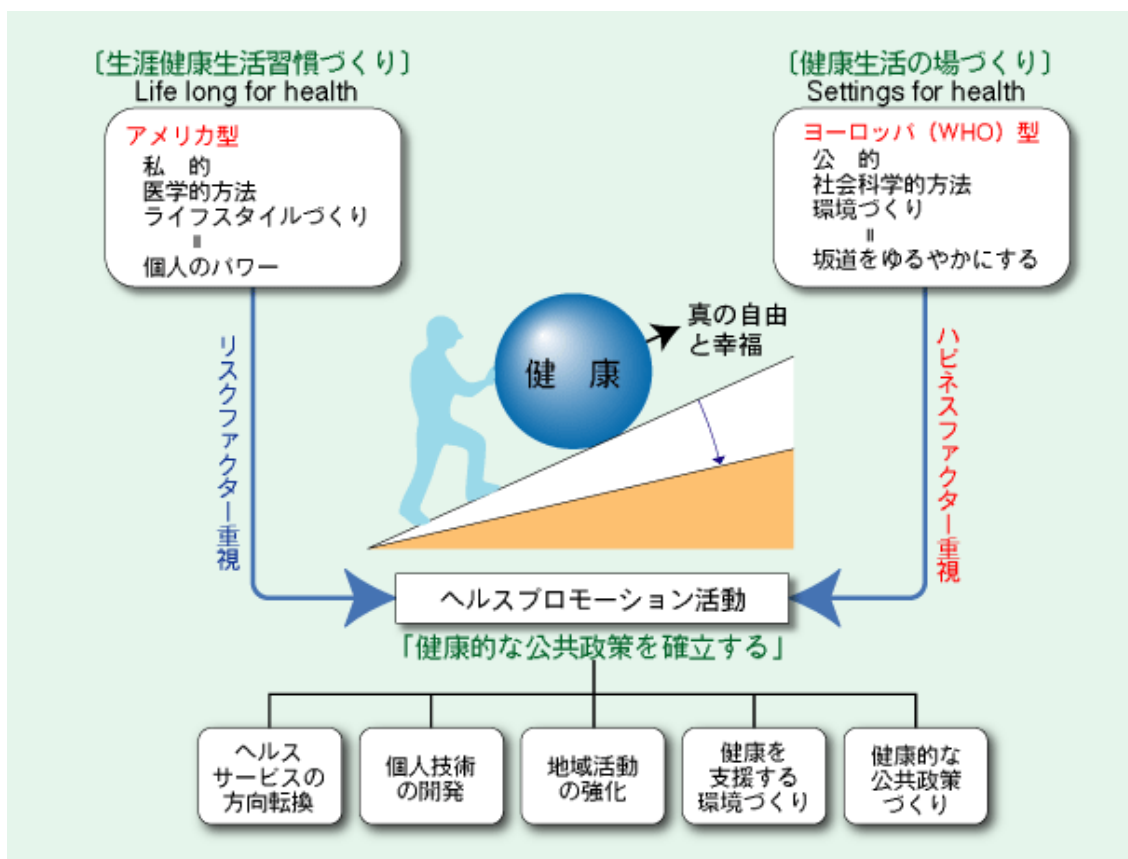 〔生涯健康生活習慣づくり〕
Life long for health
アメリカ型
私　的
医学的方法
ライフスタイルづくり
＝
個人のパワー
〔健康生活の場づくり〕
Settings for health
ヨーロッパ（WHO）型
公　的
社会科学的方法
環境づくり
＝
坂道をゆるやかにする
リスクファクター重視
健　康
真の自由
と幸福
ハピネスファクター重視
ヘルスプロモーション活動
「健康的な公共政策を確立する」
ヘルス
サービスの
方向転換
個人技術
の開発
地域活動
の強化
健康を
支援する
環境づくり
健康的な
公共政策
づくり